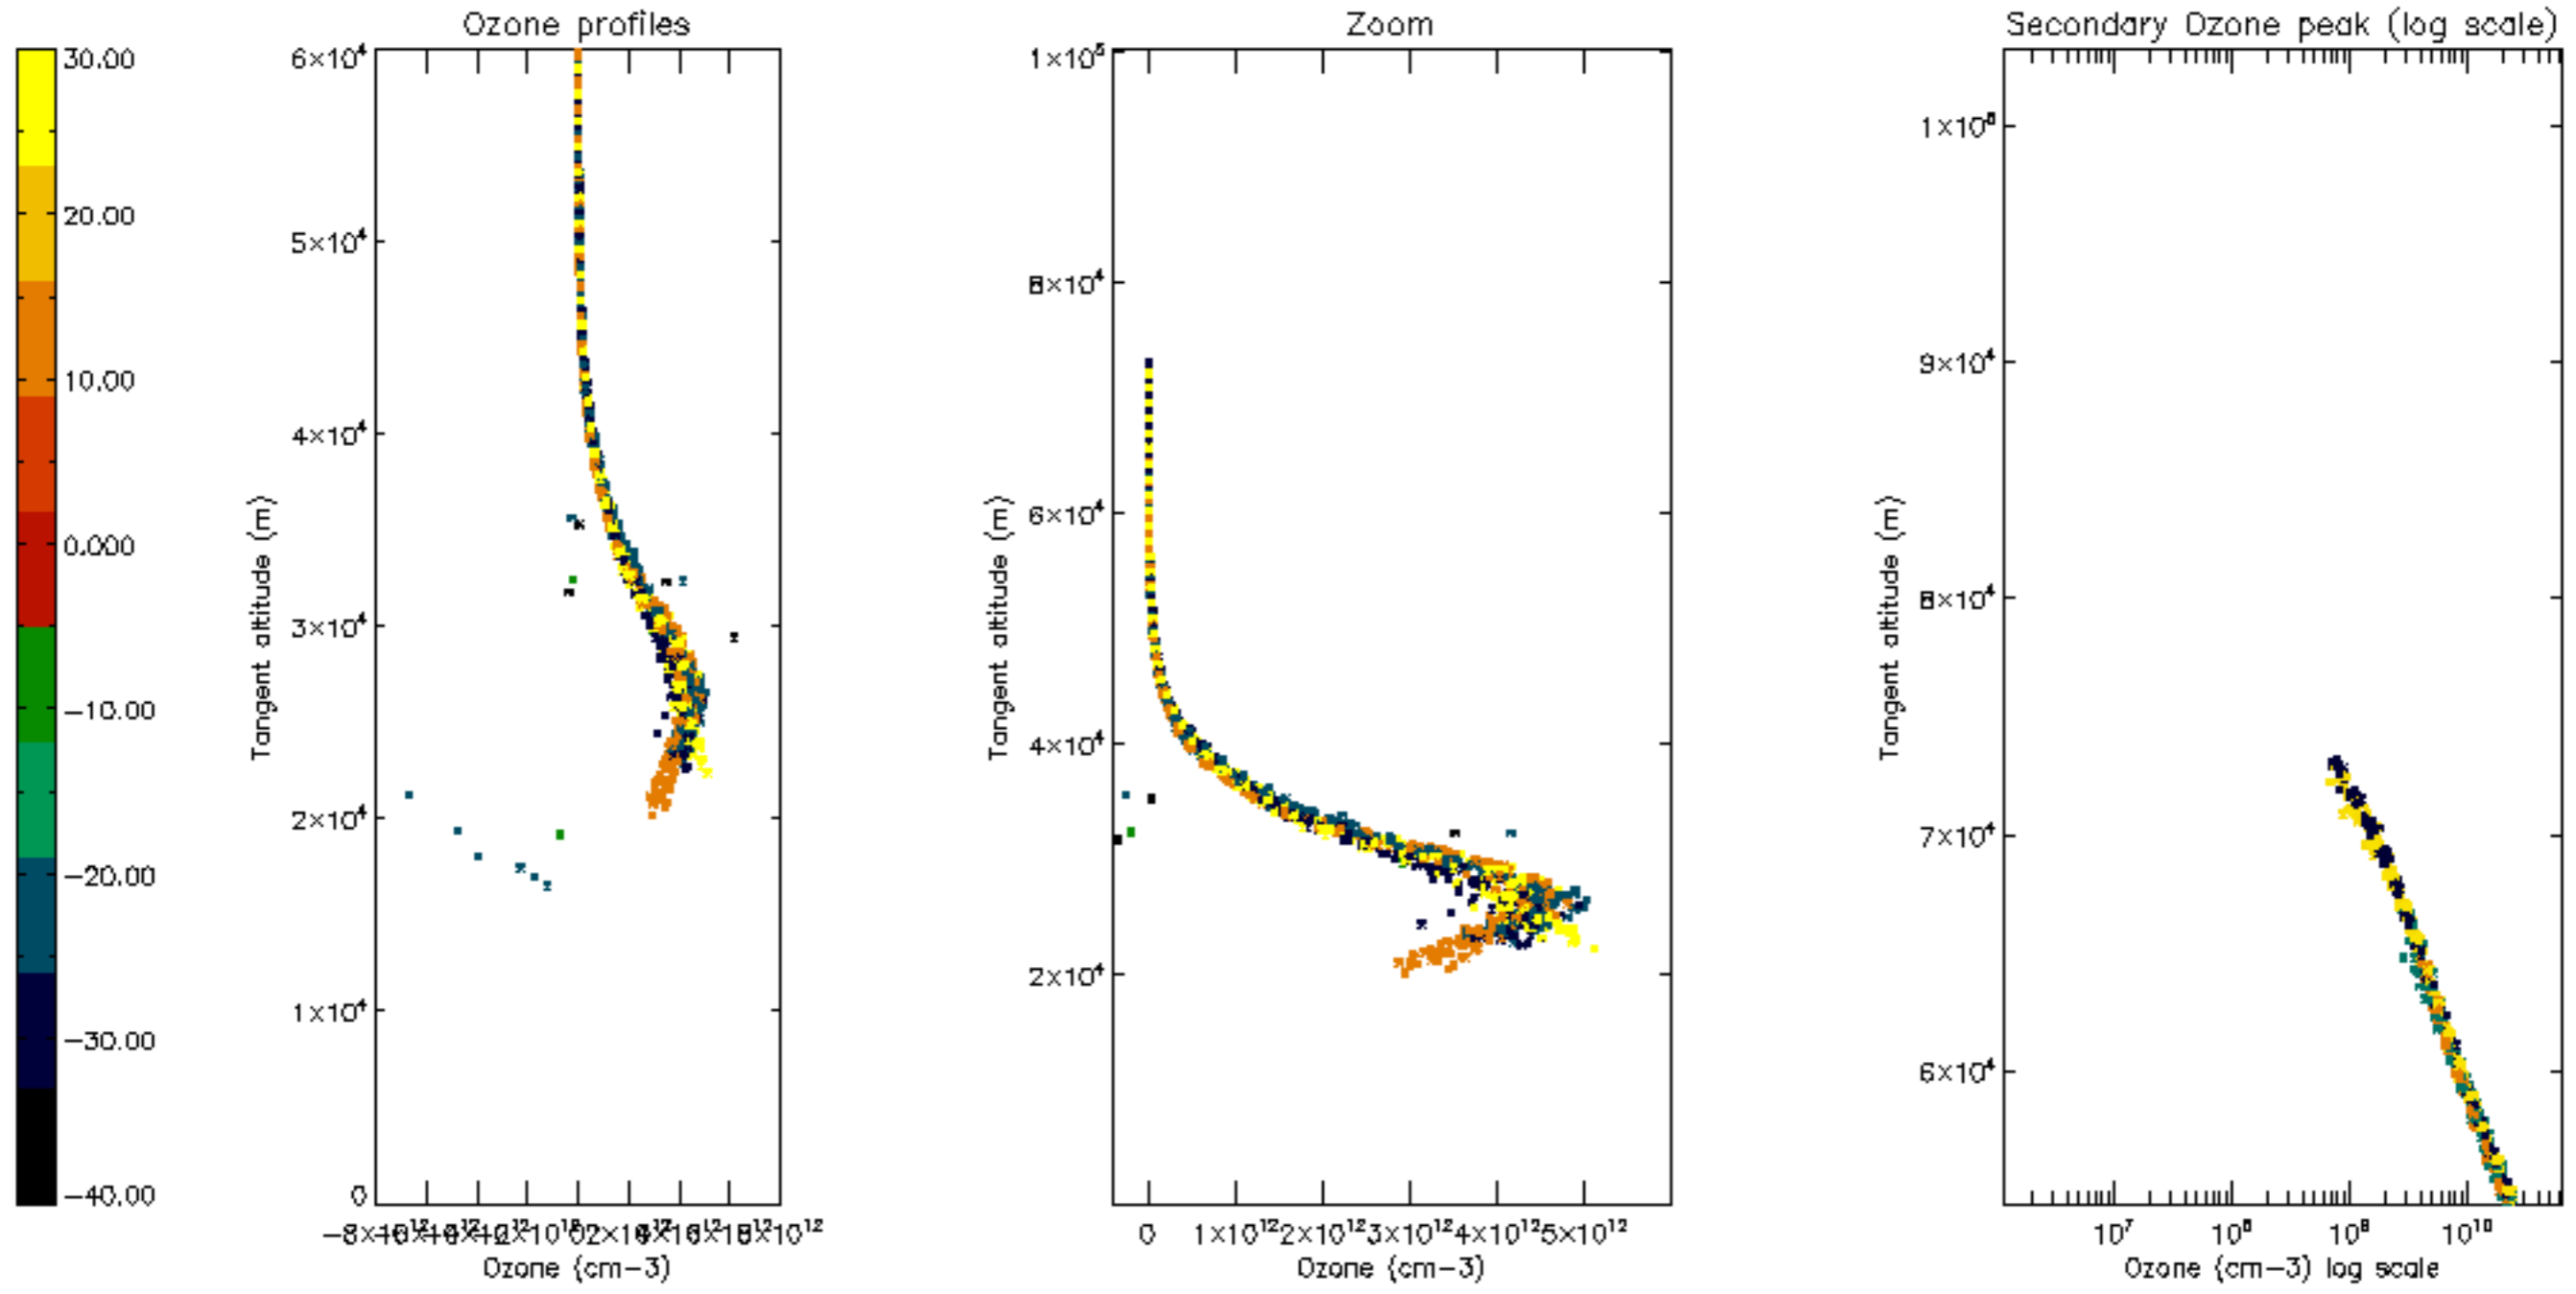 Ozone profiles
Zoom
Secondary Ozone peak (log scale)
30.00
20.00
10.00
0.000
−10.00
−20.00
−30.00
−40.00
6×10⁴
5×10⁴
4×10⁴
3×10⁴
2×10⁴
1×10⁴
0
Tangent altitude (m)
Ozone (cm−3)
1×10⁵
8×10⁴
6×10⁴
4×10⁴
2×10⁴
Tangent altitude (m)
0 1×10¹² 2×10¹² 3×10¹² 4×10¹² 5×10¹²
Ozone (cm−3)
1×10⁵
9×10⁴
8×10⁴
7×10⁴
6×10⁴
Tangent altitude (m)
10⁷ 10⁸ 10⁹ 10¹⁰
Ozone (cm−3) log scale